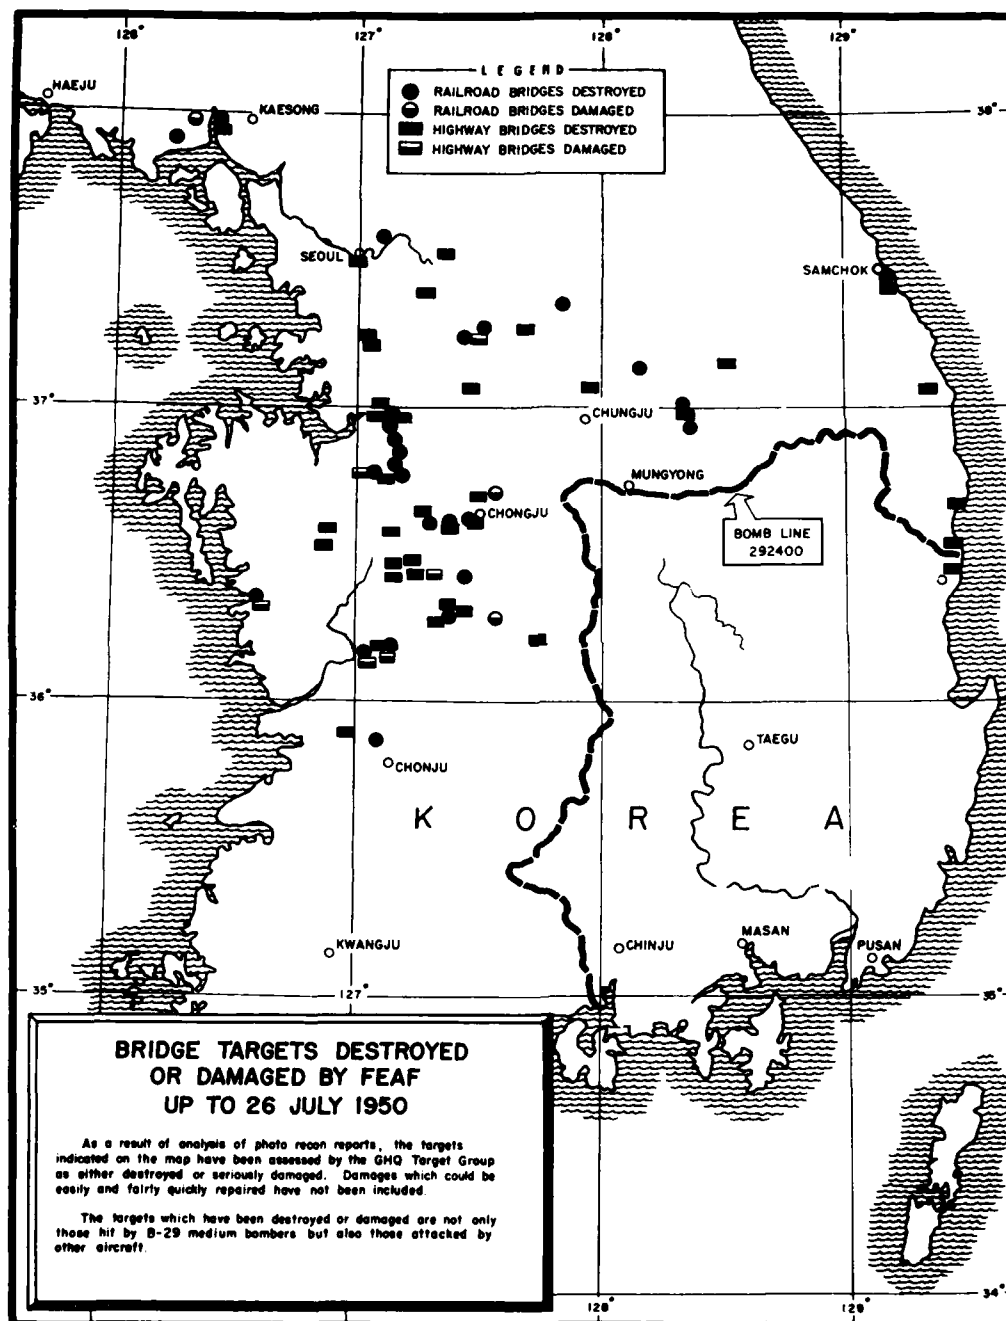 126°
127°
128°
129°
LEGEND
RAILROAD BRIDGES DESTROYED
RAILROAD BRIDGES DAMAGED
HIGHWAY BRIDGES DESTROYED
HIGHWAY BRIDGES DAMAGED
HAEJU
KAESONG
38°
38°
SEOUL
SAMCHOK
37°
37°
CHUNGJU
MUNGYONG
CHONGJU
BOMB LINE
292400
36°
36°
TAEGU
CHONJU
K O R E A
KWANGJU
CHINJU
MASAN
PUSAN
35°
127°
35°
BRIDGE TARGETS DESTROYED
OR DAMAGED BY FEAF
UP TO 26 JULY 1950
As a result of analysis of photo recon reports, the targets
indicated on the map have been assessed by the GHQ Target Group
as either destroyed or seriously damaged. Damages which could be
easily and fairly quickly repaired have not been included.
The targets which have been destroyed or damaged are not only
those hit by B-29 medium bombers but also those attacked by
other aircraft.
128°
129°
34°